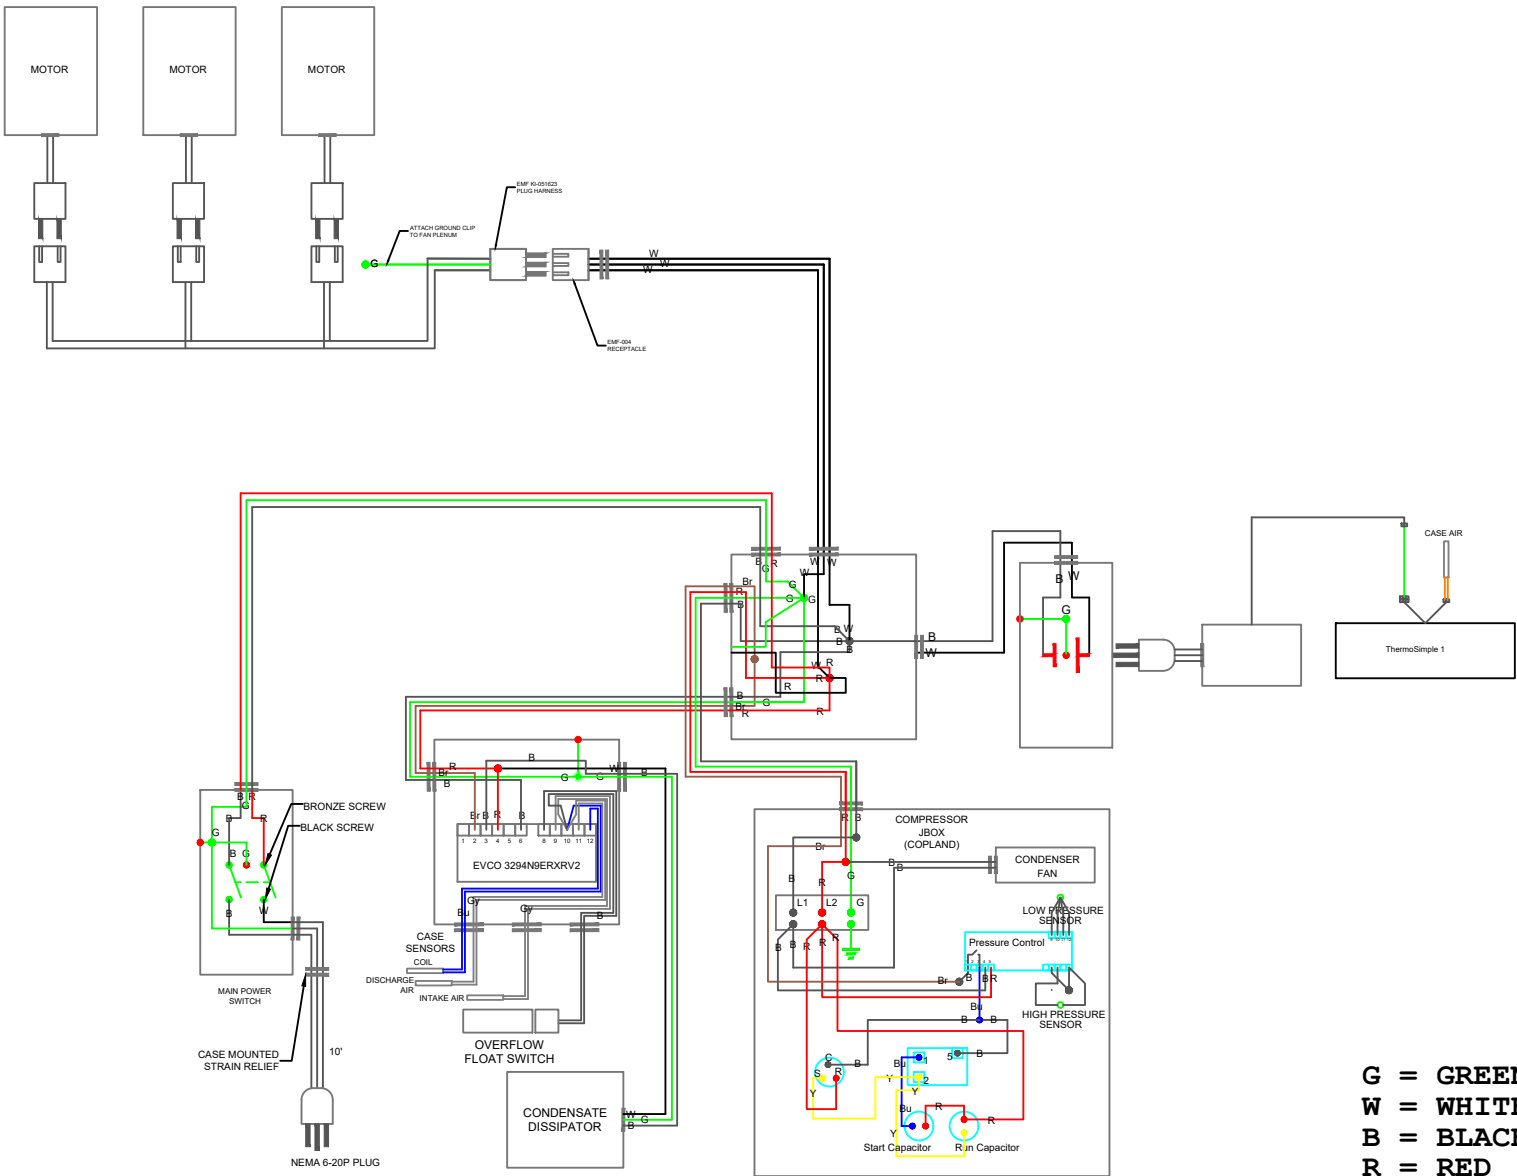 MOTOR
MOTOR
MOTOR
EMF KI-051623
PLUG HARNESS
ATTACH GROUND CLIP
TO FAN PLENUM
G
W
W
W
EMF-004
RECEPTACLE
CASE AIR
ThermoSimple 1
B
G
R
W
W
W
Br
R
B
G
G
G
B
W
B
B
W
R
R
R
R
B
Br
R
G
B
W
B
W
G
R
Br
B
B
G
G
W
B
Br
B
R
B
1 2 3 4 5 6 8 9 10 11 12
EVCO 3294N9ERXRV2
Bu
Gy
Gy
B
CASE
SENSORS
COIL
DISCHARGE
AIR
INTAKE AIR
OVERFLOW
FLOAT SWITCH
CONDENSATE
DISSIPATOR
W
G
B
B
R
G
B
R
G
B
G
B
W
BRONZE SCREW
BLACK SCREW
MAIN POWER
SWITCH
CASE MOUNTED
STRAIN RELIEF
10'
NEMA 6-20P PLUG
R
B
COMPRESSOR
JBOX
(COPLAND)
Br
B
B
CONDENSER
FAN
B
R
G
L1
L2
G
LOW PRESSURE
SENSOR
Pressure Control
B
B
R
R
R
Br
B
B
R
Bu
B
B
HIGH PRESSURE
SENSOR
C
S
R
B
Y
Bu
1
5
B
2
Y
Y
Bu
R
R
Y
Start Capacitor
Run Capacitor
G = GREEN
W = WHITE
B = BLACK
R = RED